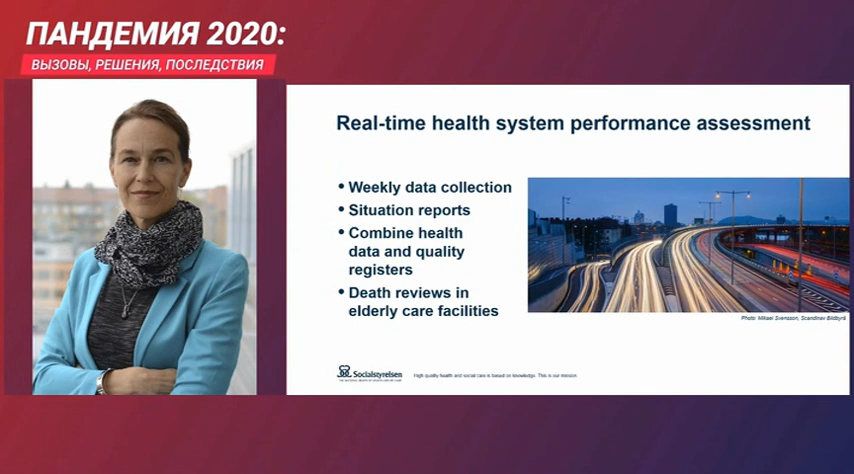 ПАНДЕМИЯ 2020:
ВЫЗОВЫ, РЕШЕНИЯ, ПОСЛЕДСТВИЯ
Real-time health system performance assessment
• Weekly data collection
• Situation reports
• Combine health
data and quality
registers
• Death reviews in
elderly care facilities
Photo: Mikael Svensson, Scandinav Bildbyrå
Socialstyrelsen
High quality health and social care is based on knowledge. This is our mission.